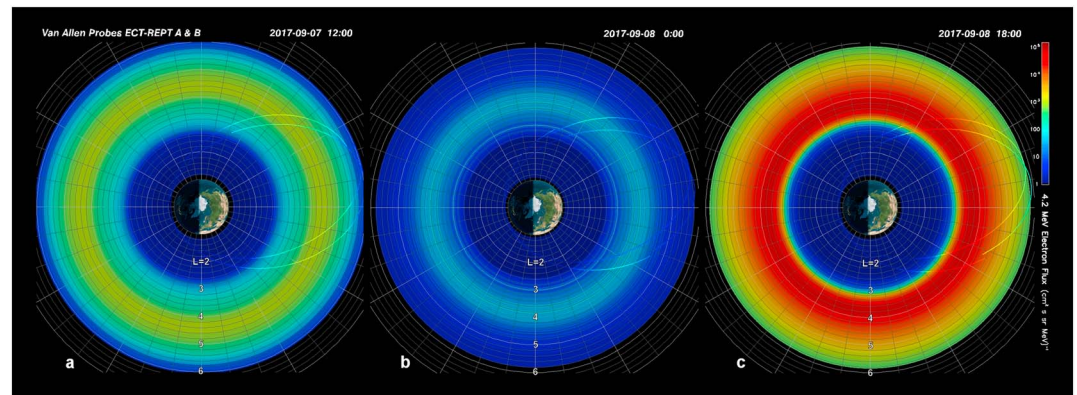 Van Allen Probes ECT-REPT A & B
2017-09-07 12:00
2017-09-08 0:00
2017-09-08 18:00
L=2
3
4
5
6
a
L=2
3
4
5
6
b
L=2
3
4
5
6
c
10⁵
10⁴
10³
100
10
1
4.2 MeV Electron Flux (cm² s sr MeV)⁻¹